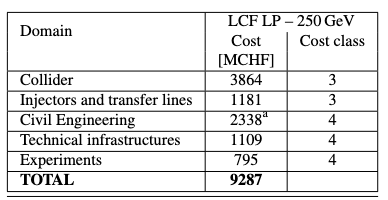 Domain LCF LP – 250 GeV
Cost Cost class
[MCHF]
Collider 3864 3
Injectors and transfer lines 1181 3
Civil Engineering 2338ᵃ 4
Technical infrastructures 1109 4
Experiments 795 4
TOTAL 9287